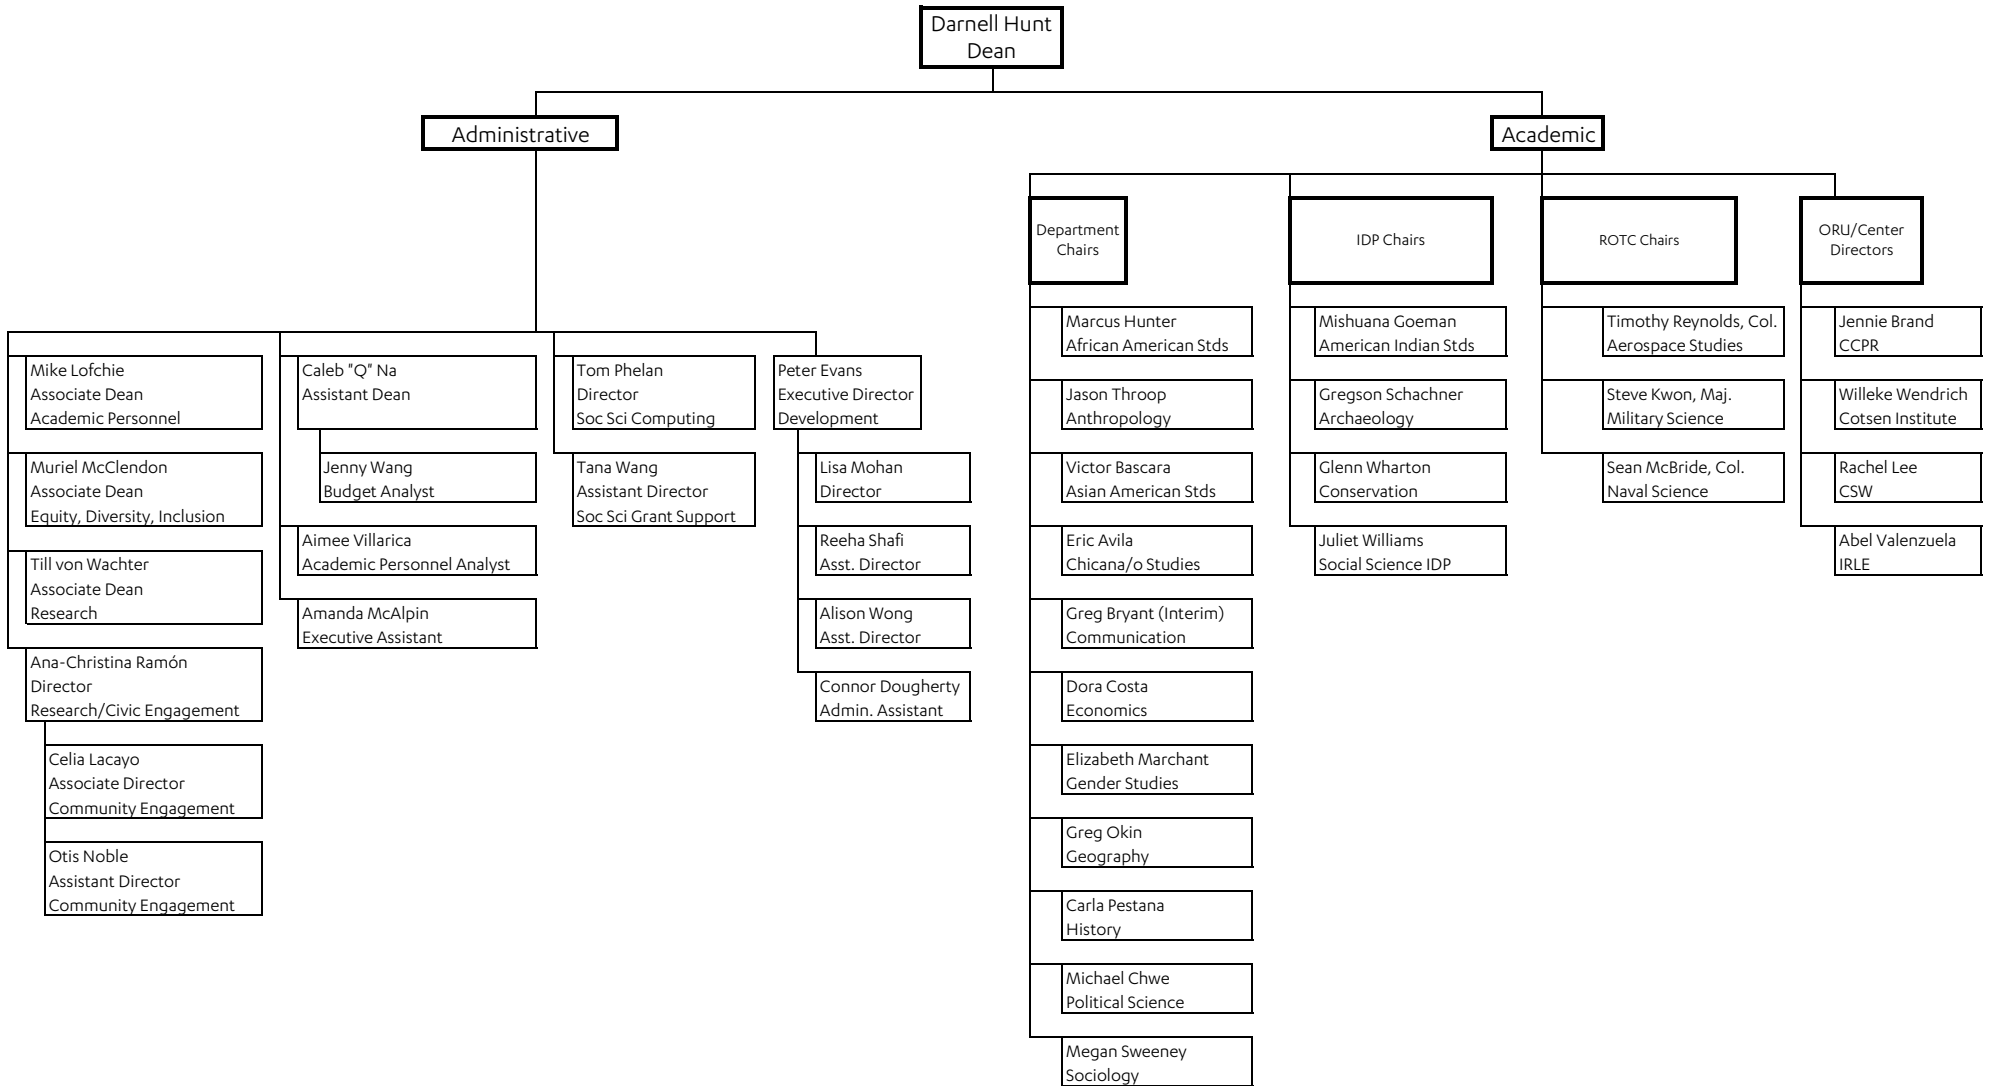 Darnell Hunt
Dean
Administrative
Academic
Department
Chairs
IDP Chairs
ROTC Chairs
ORU/Center
Directors
Mike Lofchie
Associate Dean
Academic Personnel
Muriel McClendon
Associate Dean
Equity, Diversity, Inclusion
Till von Wachter
Associate Dean
Research
Ana-Christina Ramón
Director
Research/Civic Engagement
Celia Lacayo
Associate Director
Community Engagement
Otis Noble
Assistant Director
Community Engagement
Caleb "Q" Na
Assistant Dean
Jenny Wang
Budget Analyst
Aimee Villarica
Academic Personnel Analyst
Amanda McAlpin
Executive Assistant
Tom Phelan
Director
Soc Sci Computing
Tana Wang
Assistant Director
Soc Sci Grant Support
Peter Evans
Executive Director
Development
Lisa Mohan
Director
Reeha Shafi
Asst. Director
Alison Wong
Asst. Director
Connor Dougherty
Admin. Assistant
Marcus Hunter
African American Stds
Jason Throop
Anthropology
Victor Bascara
Asian American Stds
Eric Avila
Chicana/o Studies
Greg Bryant (Interim)
Communication
Dora Costa
Economics
Elizabeth Marchant
Gender Studies
Greg Okin
Geography
Carla Pestana
History
Michael Chwe
Political Science
Megan Sweeney
Sociology
Mishuana Goeman
American Indian Stds
Gregson Schachner
Archaeology
Glenn Wharton
Conservation
Juliet Williams
Social Science IDP
Timothy Reynolds, Col.
Aerospace Studies
Steve Kwon, Maj.
Military Science
Sean McBride, Col.
Naval Science
Jennie Brand
CCPR
Willeke Wendrich
Cotsen Institute
Rachel Lee
CSW
Abel Valenzuela
IRLE